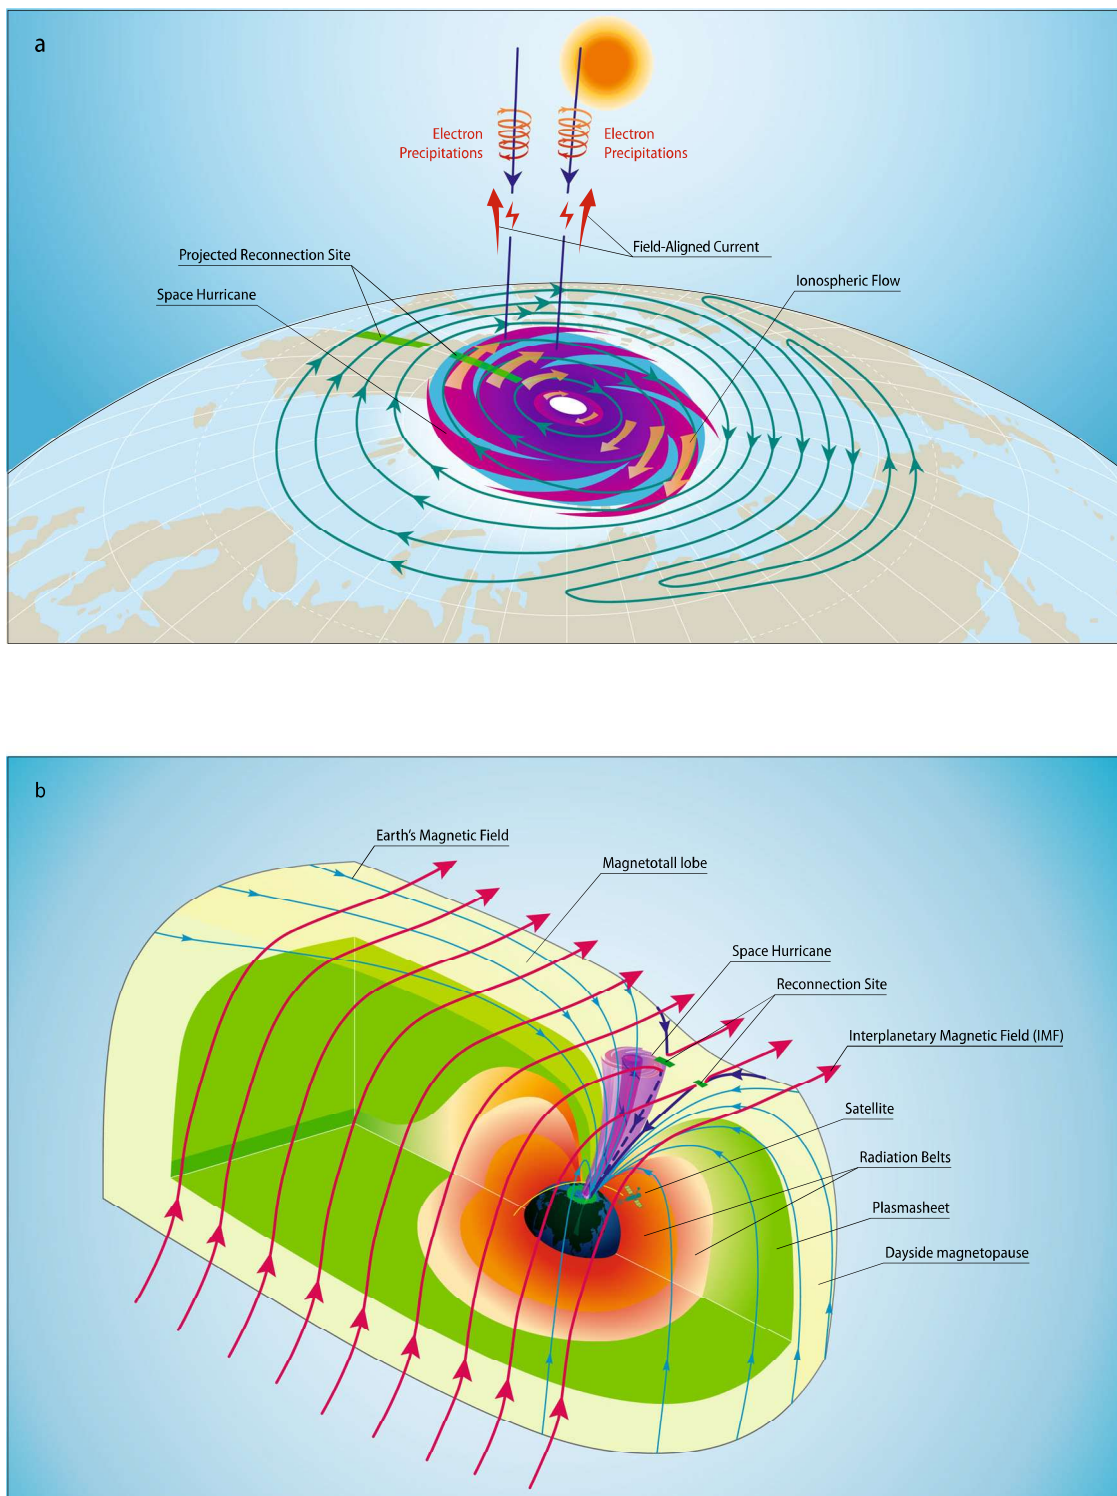 a
Electron
Precipitations
Electron
Precipitations
Field-Aligned Current
Projected Reconnection Site
Ionospheric Flow
Space Hurricane
b
Earth's Magnetic Field
Magnetotall lobe
Space Hurricane
Reconnection Site
Interplanetary Magnetic Field (IMF)
Satellite
Radiation Belts
Plasmasheet
Dayside magnetopause